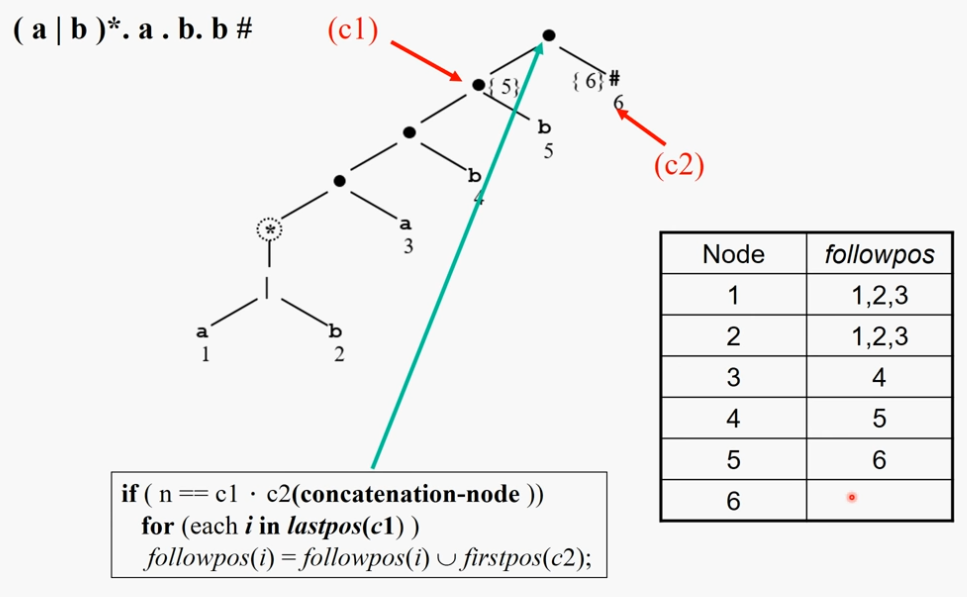 ( a | b )*. a . b. b #
(c1)
{ 5}
{ 6} #
6
b
5
(c2)
b
4
a
3
*
|
a
1
b
2
Node followpos
1 1,2,3
2 1,2,3
3 4
4 5
5 6
6
if ( n == c1 · c2(concatenation-node ))
for (each i in lastpos(c1) )
followpos(i) = followpos(i) ∪ firstpos(c2);